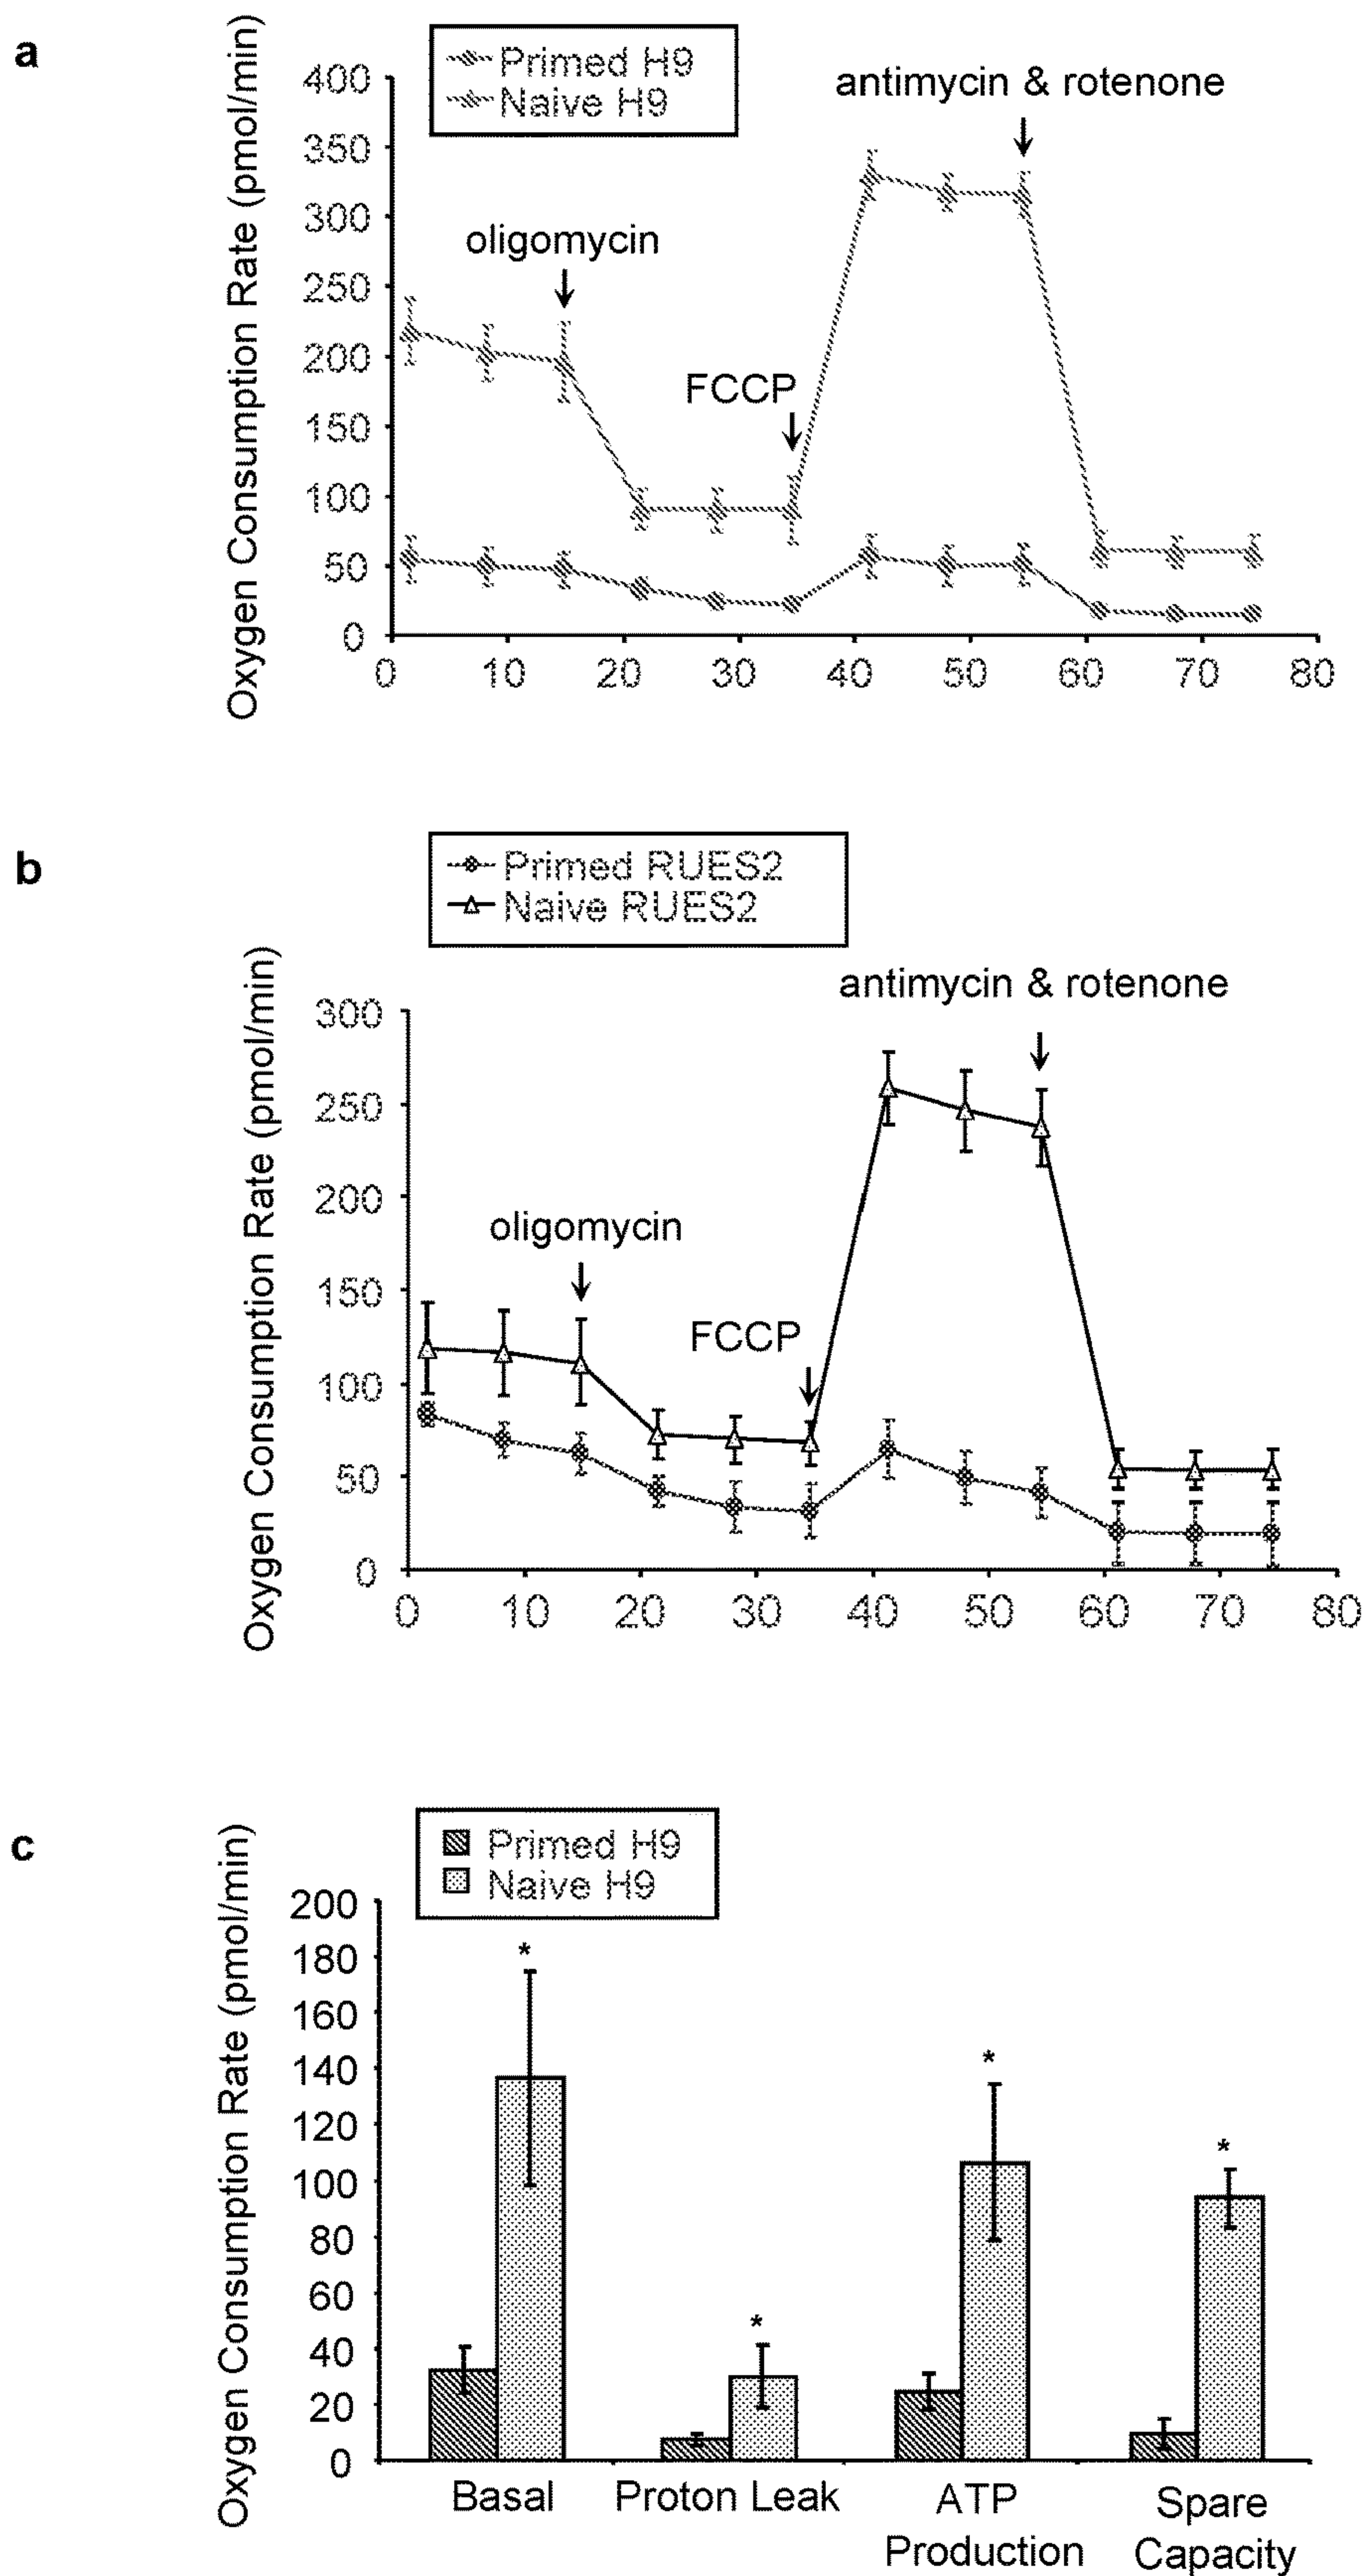 a
Primed H9
Naive H9
antimycin & rotenone
oligomycin
FCCP
Oxygen Consumption Rate (pmol/min)
400
350
300
250
200
150
100
50
0
0 10 20 30 40 50 60 70 80
b
Primed RUES2
Naive RUES2
antimycin & rotenone
oligomycin
FCCP
Oxygen Consumption Rate (pmol/min)
300
250
200
150
100
50
0
0 10 20 30 40 50 60 70 80
c
Primed H9
Naive H9
Oxygen Consumption Rate (pmol/min)
200
180
160
140
120
100
80
60
40
20
0
*
*
*
*
Basal Proton Leak ATP Spare
Production Capacity